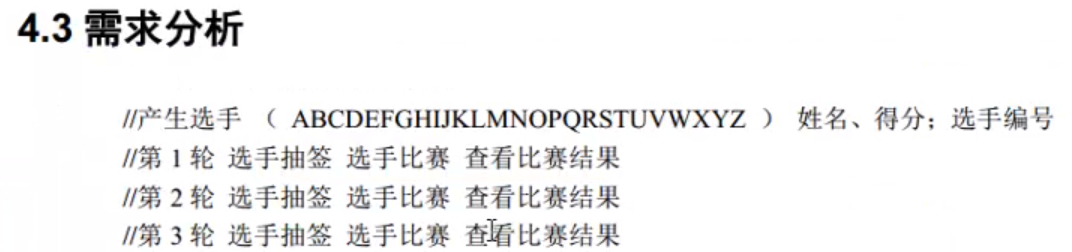 4.3 需求分析
//产生选手 （ ABCDEFGHIJKLMNOPQRSTUVWXYZ ） 姓名、得分；选手编号
//第 1 轮 选手抽签 选手比赛 查看比赛结果
//第 2 轮 选手抽签 选手比赛 查看比赛结果
//第 3 轮 选手抽签 选手比赛 查看比赛结果